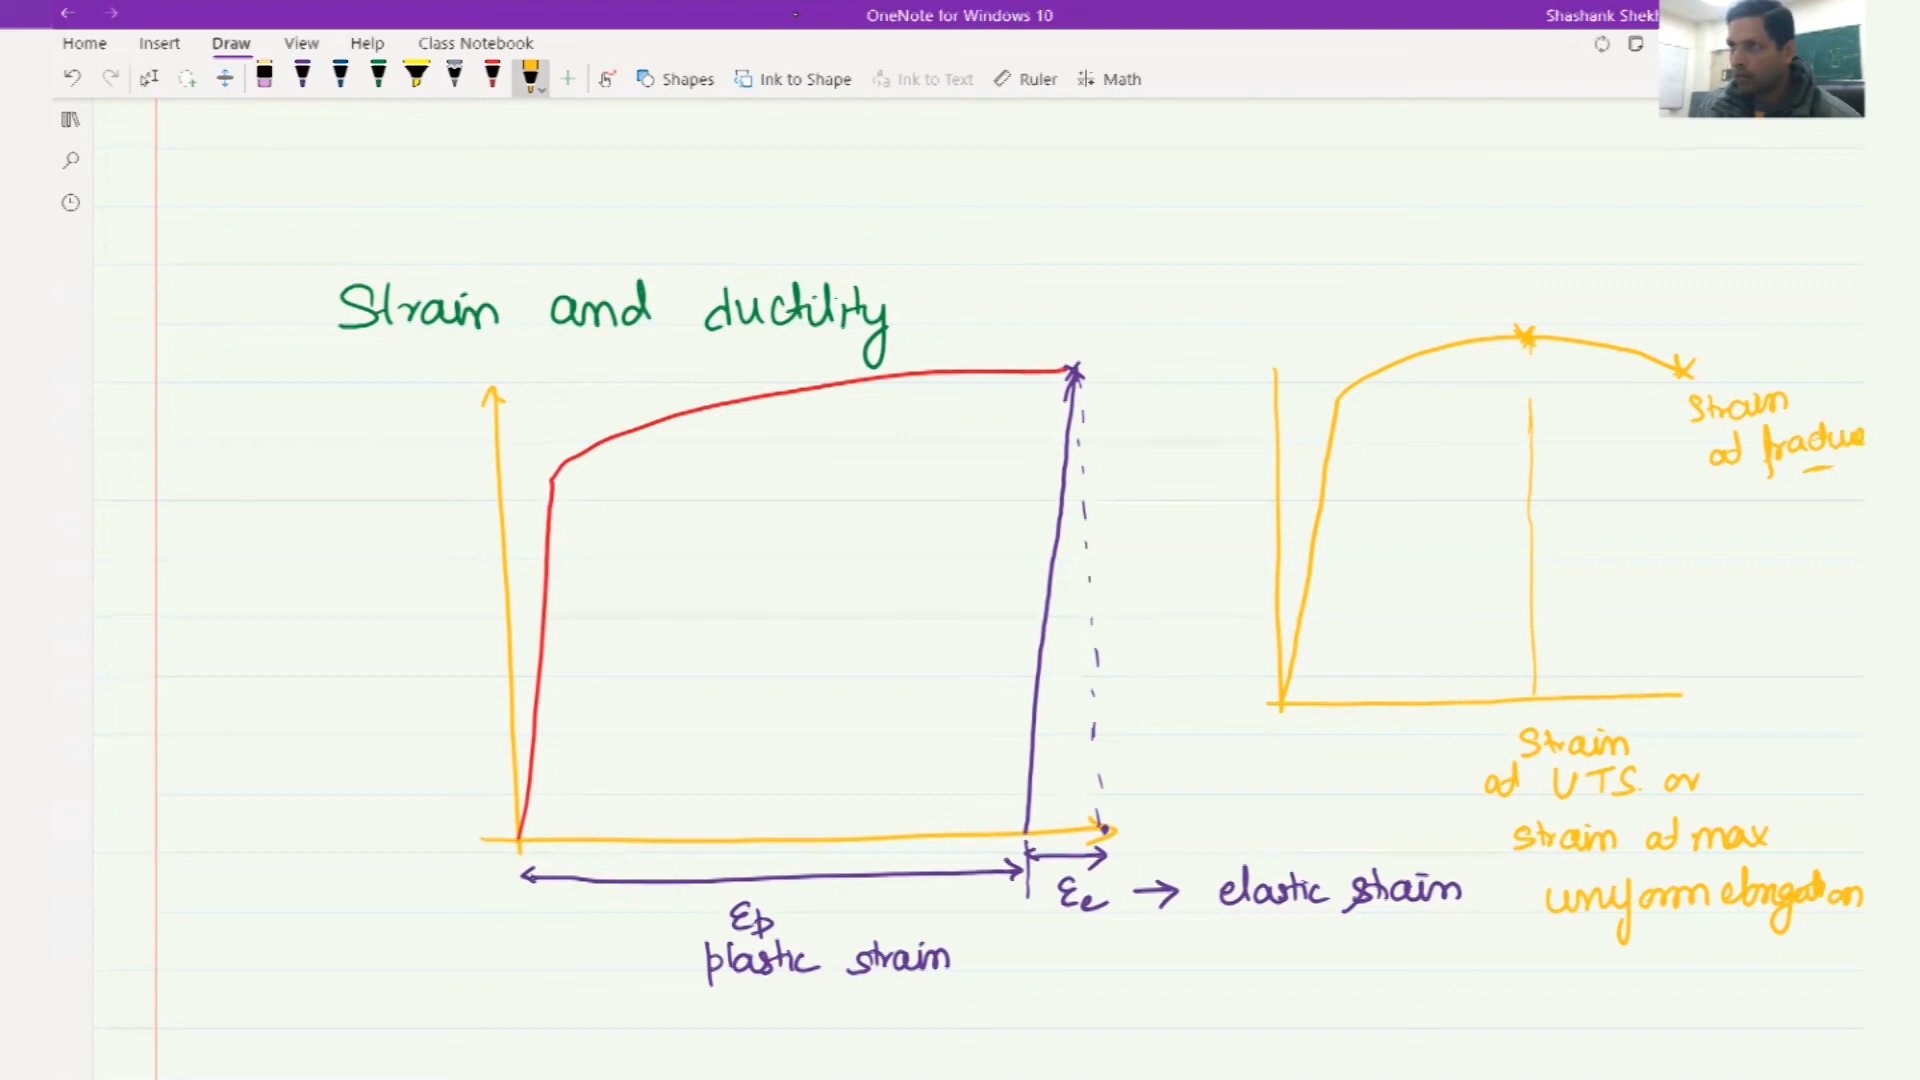 OneNote for Windows 10
Shashank Shekh
Home Insert Draw View Help Class Notebook
Shapes Ink to Shape Ink to Text Ruler Math
Strain and ductility
Strain
at fracture
Strain
at UTS. or
strain at max
uniform elongation
εe → elastic strain
εp
plastic strain